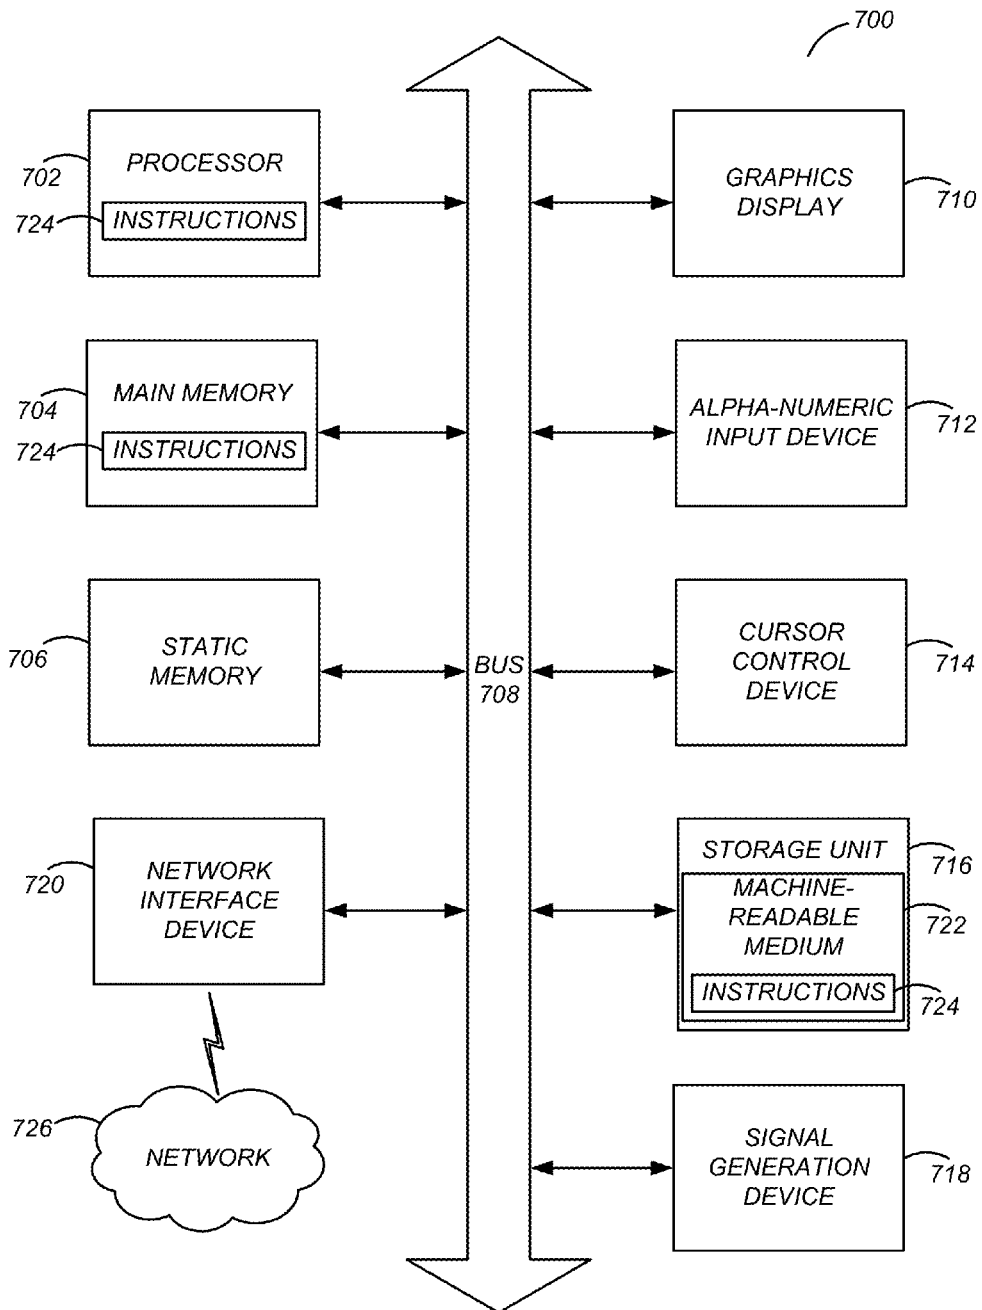 700
PROCESSOR
702
724
INSTRUCTIONS
GRAPHICS
DISPLAY
710
MAIN MEMORY
704
724
INSTRUCTIONS
ALPHA-NUMERIC
INPUT DEVICE
712
STATIC
MEMORY
706
BUS
708
CURSOR
CONTROL
DEVICE
714
NETWORK
INTERFACE
DEVICE
720
STORAGE UNIT
716
MACHINE-
READABLE
MEDIUM
722
INSTRUCTIONS
724
726
NETWORK
SIGNAL
GENERATION
DEVICE
718